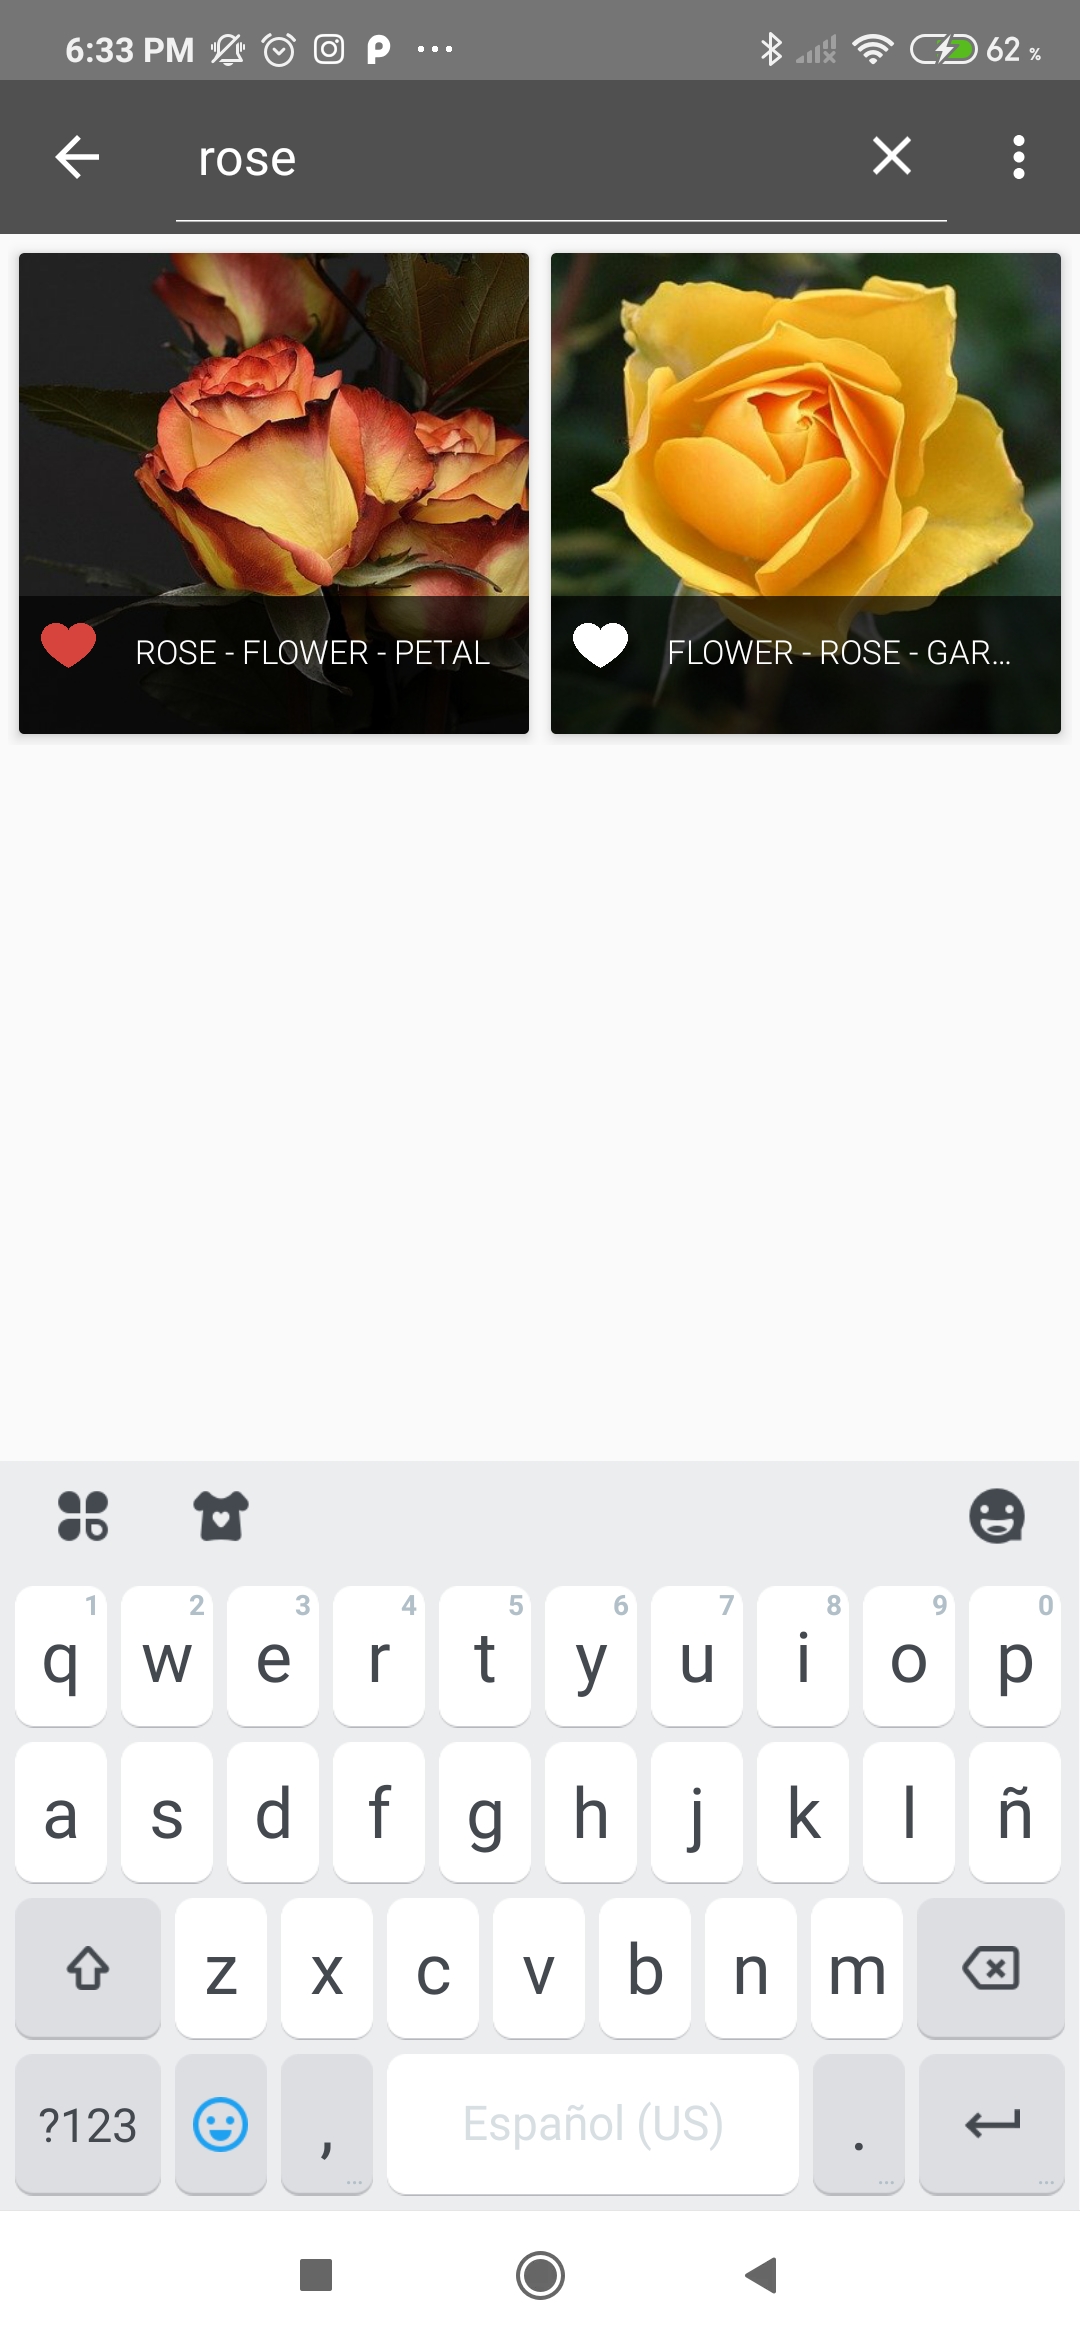 6:33 PM 62 %
rose
ROSE - FLOWER - PETAL
FLOWER - ROSE - GAR...
1 2 3 4 5 6 7 8 9 0
q w e r t y u i o p
a s d f g h j k l ñ
z x c v b n m
?123 , Español (US) .